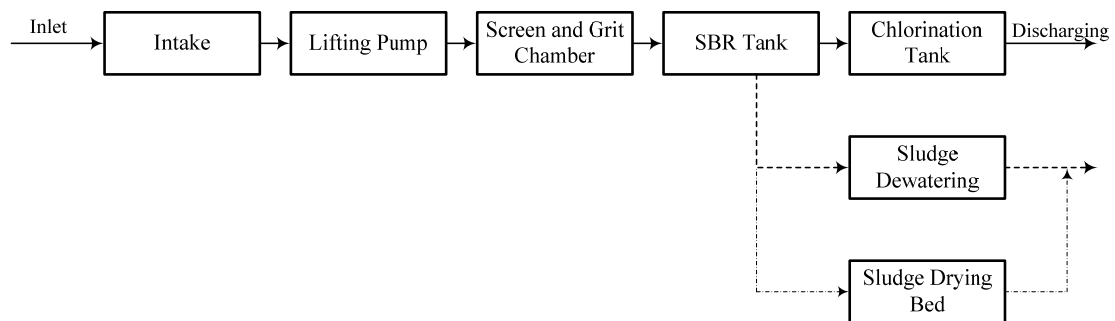 Inlet
Intake
Lifting Pump
Screen and Grit
Chamber
SBR Tank
Chlorination
Tank
Discharging
Sludge
Dewatering
Sludge Drying
Bed